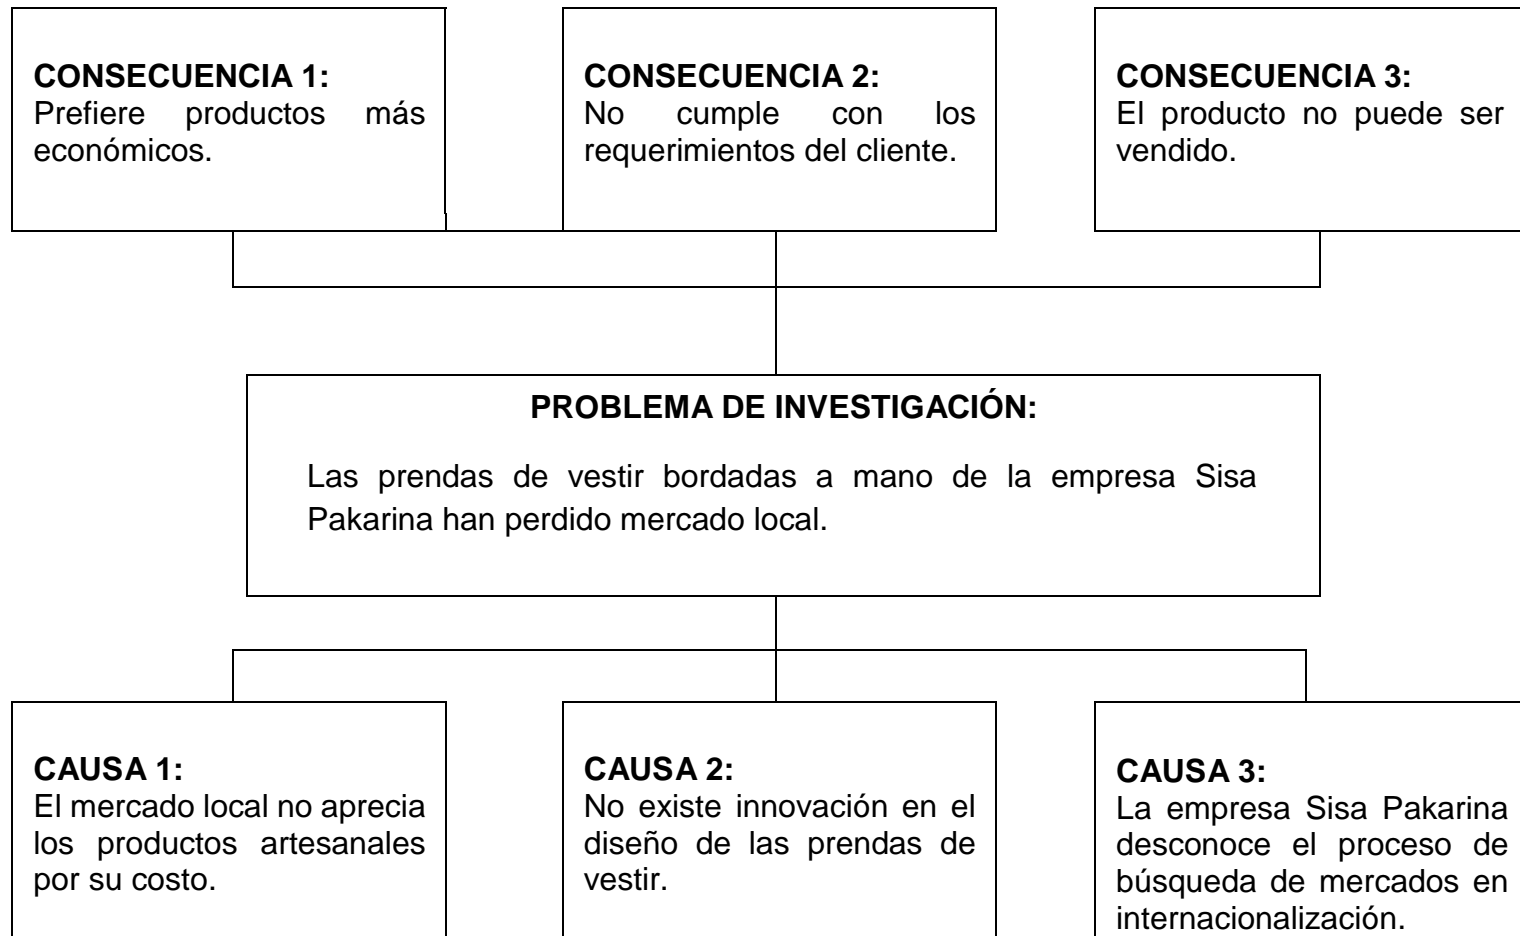 CONSECUENCIA 1:
Prefiere productos más
económicos.
CONSECUENCIA 2:
No cumple con los
requerimientos del cliente.
CONSECUENCIA 3:
El producto no puede ser
vendido.
PROBLEMA DE INVESTIGACIÓN:
Las prendas de vestir bordadas a mano de la empresa Sisa
Pakarina han perdido mercado local.
CAUSA 1:
El mercado local no aprecia
los productos artesanales
por su costo.
CAUSA 2:
No existe innovación en el
diseño de las prendas de
vestir.
CAUSA 3:
La empresa Sisa Pakarina
desconoce el proceso de
búsqueda de mercados en
internacionalización.